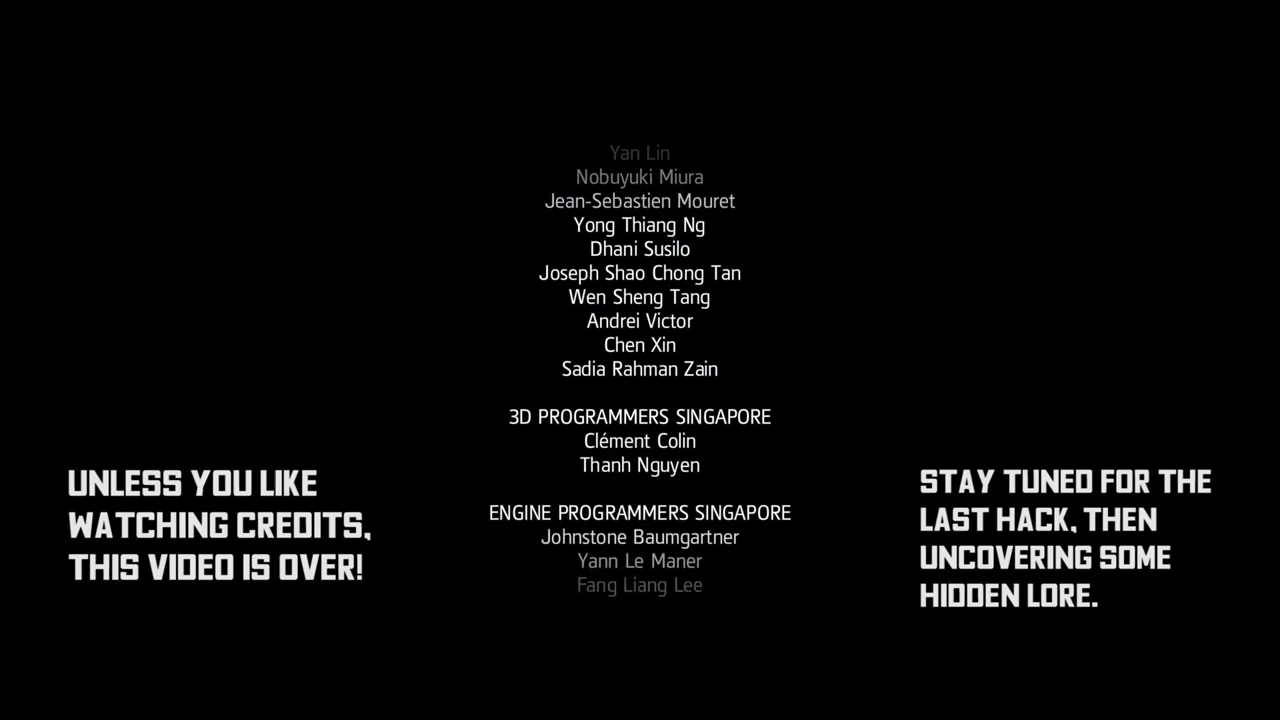 Yan Lin
Nobuyuki Miura
Jean-Sebastien Mouret
Yong Thiang Ng
Dhani Susilo
Joseph Shao Chong Tan
Wen Sheng Tang
Andrei Victor
Chen Xin
Sadia Rahman Zain
3D PROGRAMMERS SINGAPORE
Clément Colin
Thanh Nguyen
ENGINE PROGRAMMERS SINGAPORE
Johnstone Baumgartner
Yann Le Maner
Fang Liang Lee
UNLESS YOU LIKE
WATCHING CREDITS,
THIS VIDEO IS OVER!
STAY TUNED FOR THE
LAST HACK, THEN
UNCOVERING SOME
HIDDEN LORE.